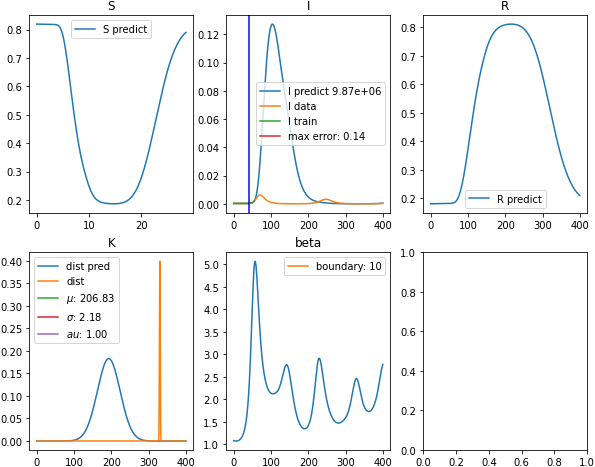 S
0.8
0.7
0.6
0.5
0.4
0.3
0.2
0 10 20
S predict
I
0.12
0.10
0.08
0.06
0.04
0.02
0.00
0 100 200 300 400
I predict 9.87e+06
I data
I train
max error: 0.14
R
0.8
0.7
0.6
0.5
0.4
0.3
0.2
0 100 200 300 400
R predict
K
0.40
0.35
0.30
0.25
0.20
0.15
0.10
0.05
0.00
0 100 200 300 400
dist pred
dist
μ: 206.83
σ: 2.18
au: 1.00
beta
5.0
4.5
4.0
3.5
3.0
2.5
2.0
1.5
1.0
0 100 200 300 400
boundary: 10
1.0
0.8
0.6
0.4
0.2
0.0
0.0 0.2 0.4 0.6 0.8 1.0